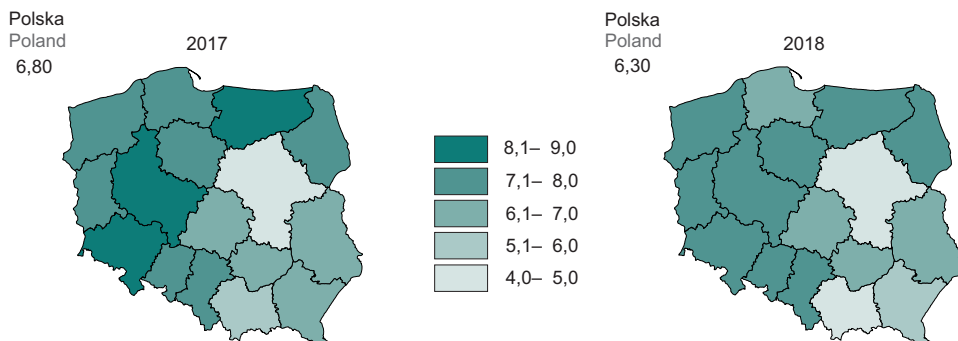 Polska
Poland
6,80
2017
8,1– 9,0
7,1– 8,0
6,1– 7,0
5,1– 6,0
4,0– 5,0
Polska
Poland
6,30
2018